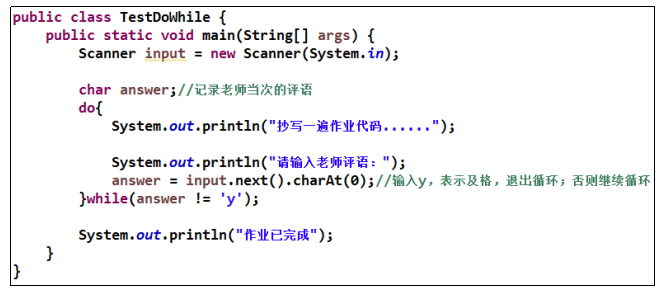 public class TestDoWhile {
    public static void main(String[] args) {
        Scanner input = new Scanner(System.in);

        char answer;//记录老师当次的评语
        do{
            System.out.println("抄写一遍作业代码......");

            System.out.println("请输入老师评语：");
            answer = input.next().charAt(0);//输入y，表示及格，退出循环；否则继续循环
        }while(answer != 'y');

        System.out.println("作业已完成");
    }
}